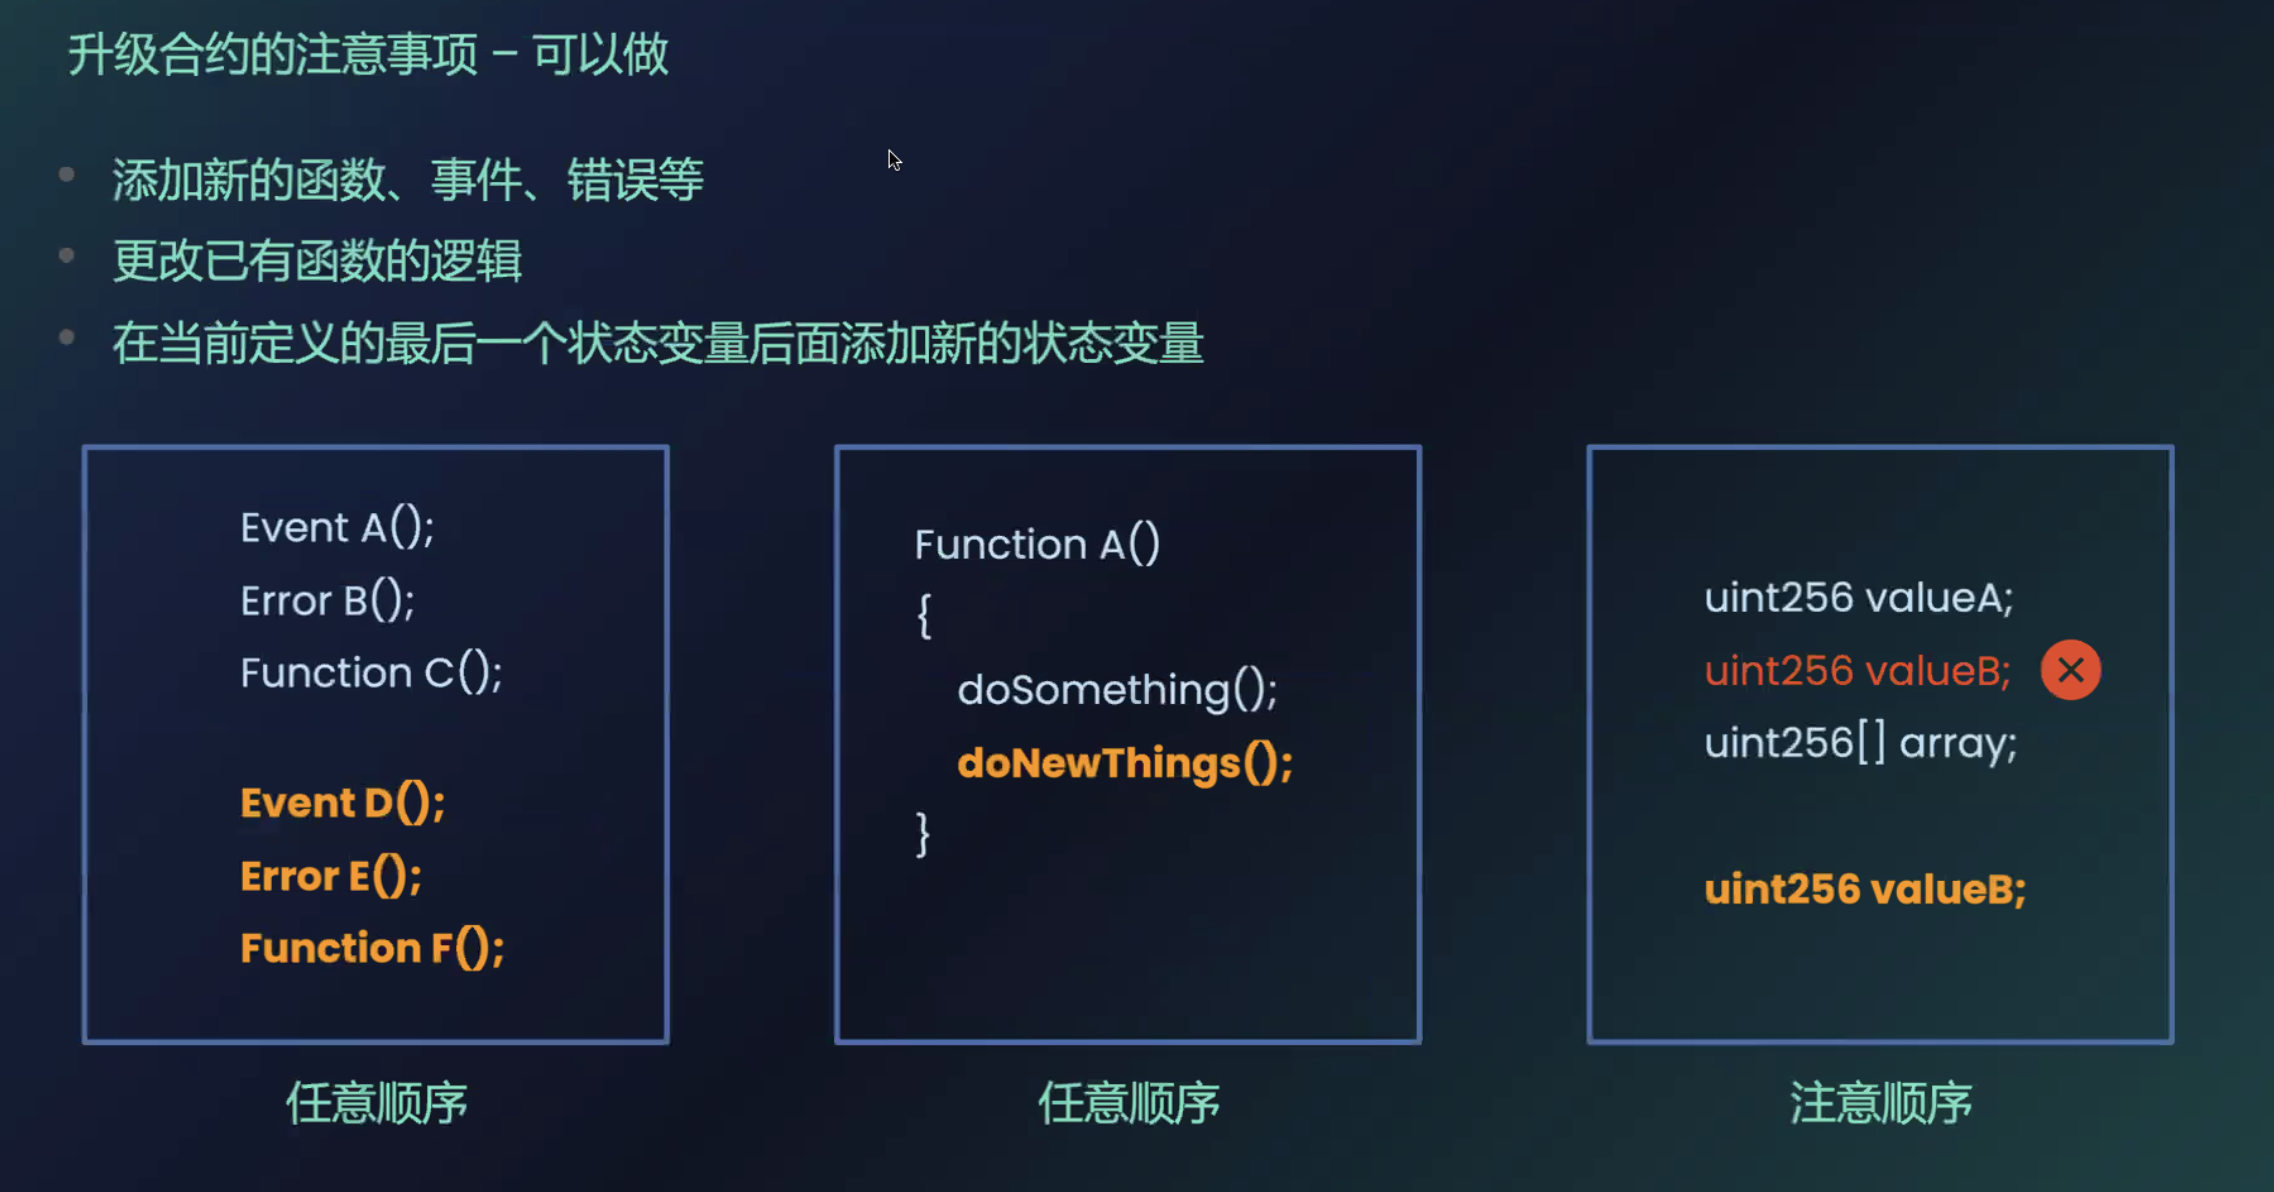 升级合约的注意事项 – 可以做
添加新的函数、事件、错误等
更改已有函数的逻辑
在当前定义的最后一个状态变量后面添加新的状态变量
Event A();
Error B();
Function C();
Event D();
Error E();
Function F();
任意顺序
Function A()
{
doSomething();
doNewThings();
}
任意顺序
uint256 valueA;
uint256 valueB;
uint256[] array;
uint256 valueB;
注意顺序